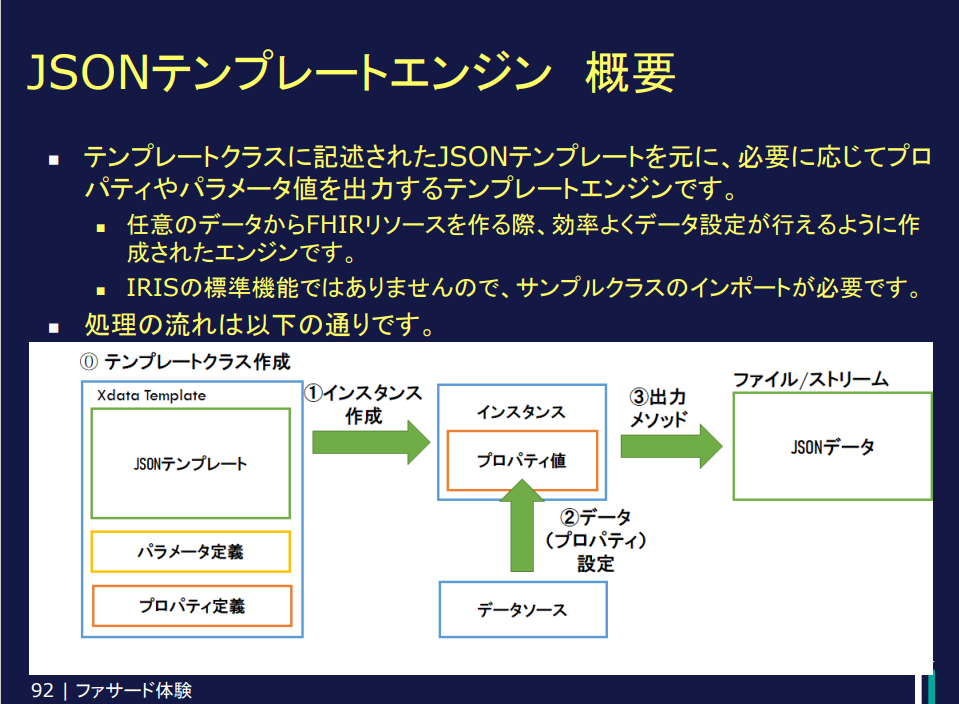 JSONテンプレートエンジン　概要
▪ テンプレートクラスに記述されたJSONテンプレートを元に、必要に応じてプロ
パティやパラメータ値を出力するテンプレートエンジンです。
▪ 任意のデータからFHIRリソースを作る際、効率よくデータ設定が行えるように作
成されたエンジンです。
▪ IRISの標準機能ではありませんので、サンプルクラスのインポートが必要です。
▪ 処理の流れは以下の通りです。
⓪ テンプレートクラス作成
Xdata Template
JSONテンプレート
パラメータ定義
プロパティ定義
①インスタンス
作成
インスタンス
プロパティ値
②データ
（プロパティ）
設定
データソース
③出力
メソッド
ファイル/ストリーム
JSONデータ
92 | ファサード体験